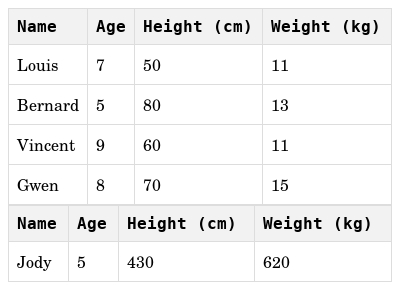 Name Age Height (cm) Weight (kg)
Louis 7 50 11
Bernard 5 80 13
Vincent 9 60 11
Gwen 8 70 15
Name Age Height (cm) Weight (kg)
Jody 5 430 620